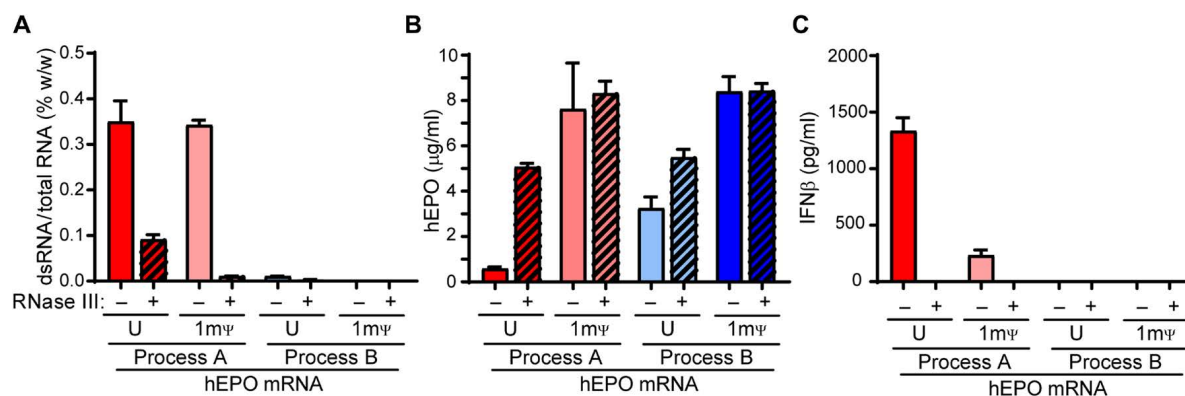 A
dsRNA/total RNA (% w/w)
0.5
0.4
0.3
0.2
0.1
0.0
RNase III: – + – + – + – +
U 1mΨ U 1mΨ
Process A Process B
hEPO mRNA
B
hEPO (μg/ml)
10
8
6
4
2
0
– + – + – + – +
U 1mΨ U 1mΨ
Process A Process B
hEPO mRNA
C
IFNβ (pg/ml)
2000
1500
1000
500
0
– + – + – + – +
U 1mΨ U 1mΨ
Process A Process B
hEPO mRNA